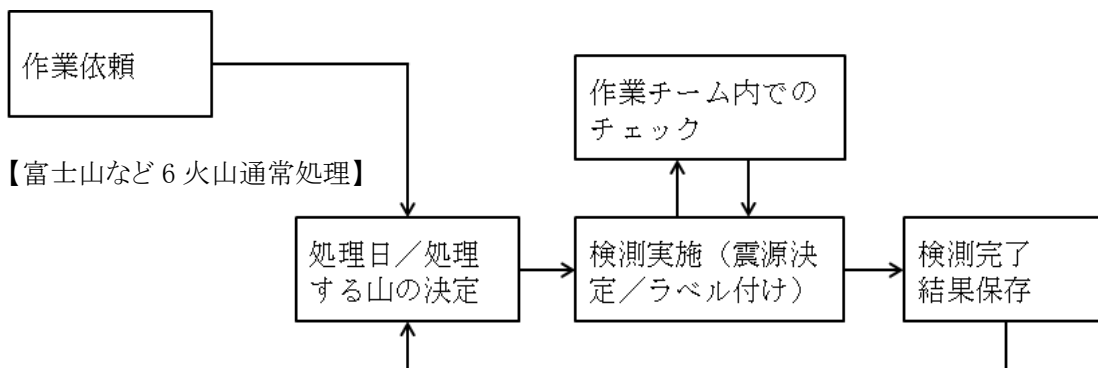 作業依頼
作業チーム内での
チェック
【富士山など 6 火山通常処理】
処理日／処理
する山の決定
検測実施（震源決
定／ラベル付け）
検測完了
結果保存